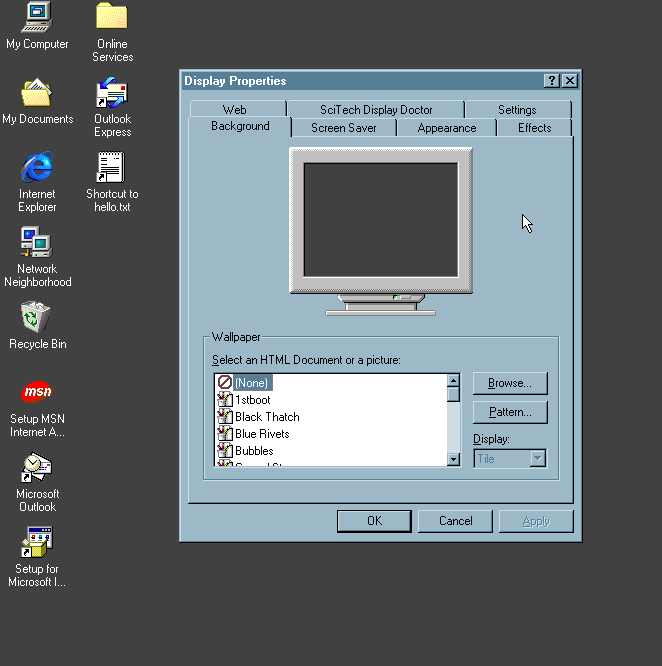 My Computer
Online
Services
My Documents
Outlook
Express
Internet
Explorer
Shortcut to
hello.txt
Network
Neighborhood
Recycle Bin
msn
Setup MSN
Internet A...
Microsoft
Outlook
Setup for
Microsoft I...
Display Properties
Web
SciTech Display Doctor
Settings
Background
Screen Saver
Appearance
Effects
Wallpaper
Select an HTML Document or a picture:
(None)
1stboot
Black Thatch
Blue Rivets
Bubbles
Browse...
Pattern...
Display:
Tile
OK
Cancel
Apply